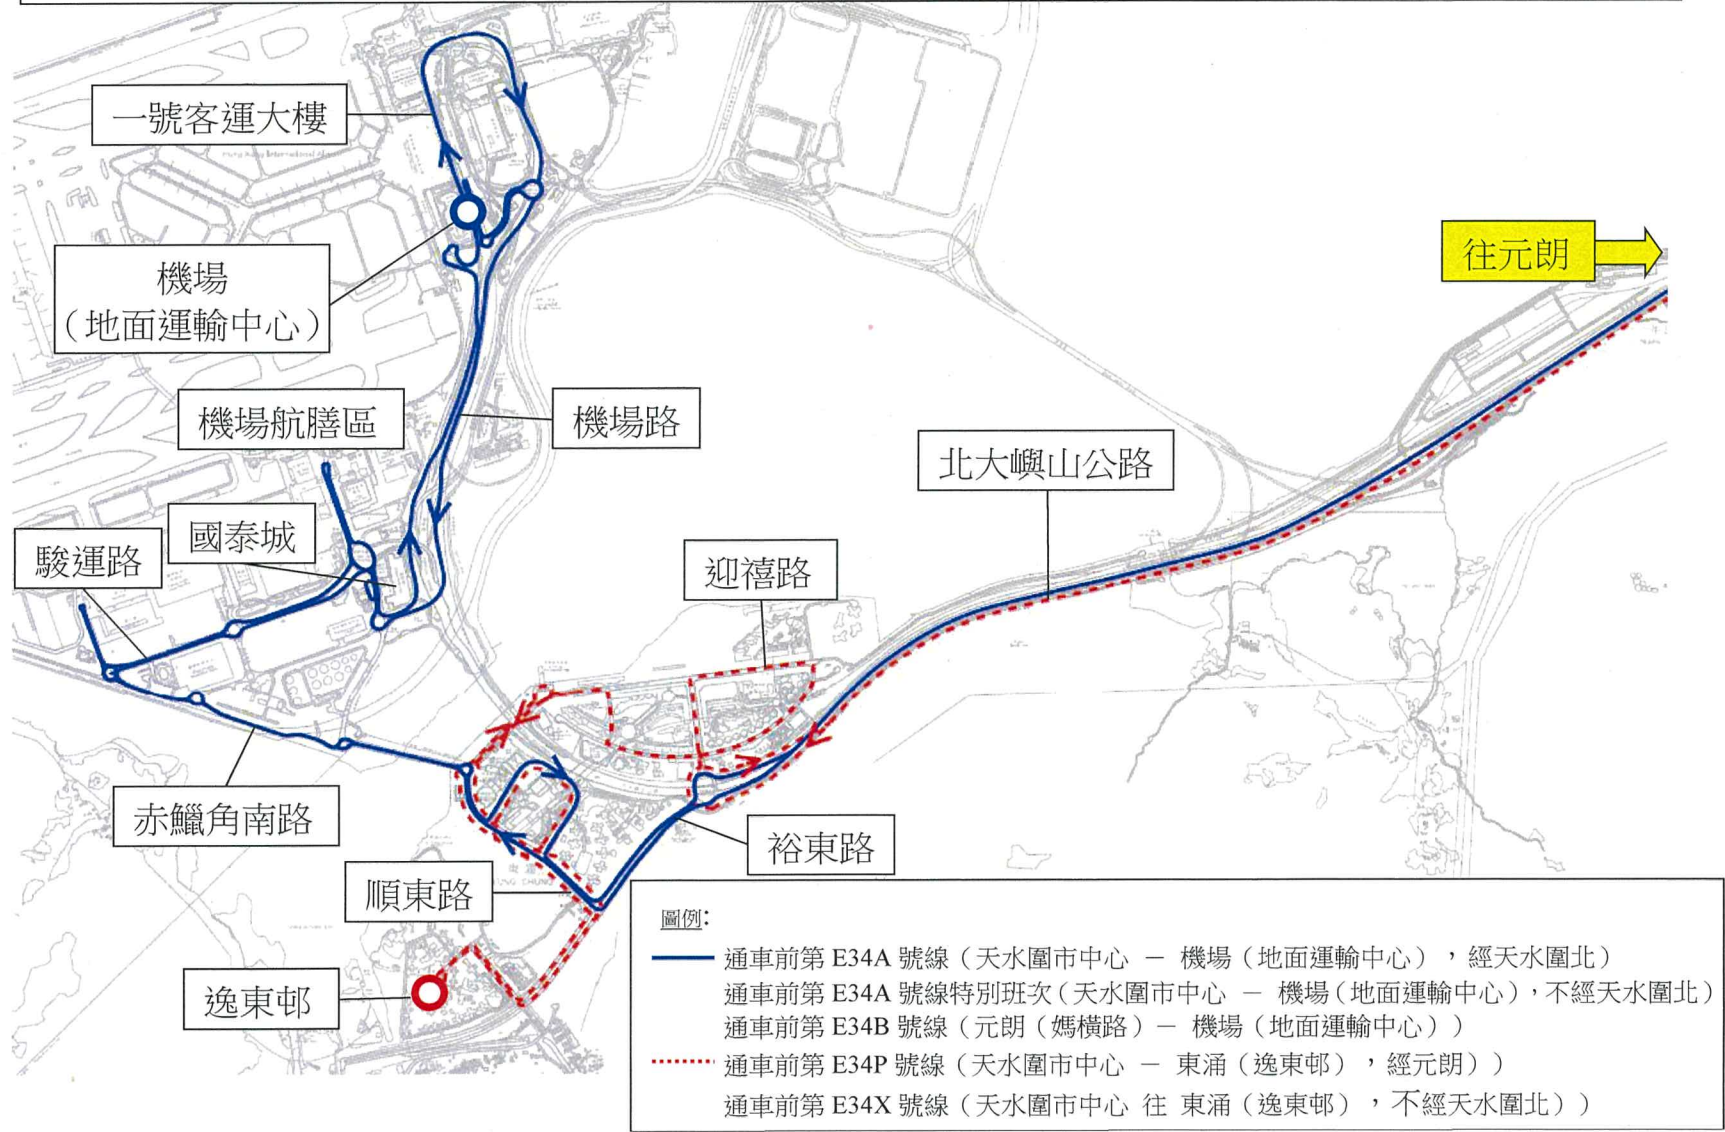 一號客運大樓
Hong Kong International Airport
往元朗
機場
（地面運輸中心）
機場航膳區
機場路
北大嶼山公路
國泰城
駿運路
迎禧路
赤鱲角南路
裕東路
順東路
東涌
TUNG CHUNG
逸東邨
圖例:
通車前第 E34A 號線（天水圍市中心 － 機場（地面運輸中心），經天水圍北）
通車前第 E34A 號線特別班次（天水圍市中心 － 機場（地面運輸中心），不經天水圍北）
通車前第 E34B 號線（元朗（媽橫路）－ 機場（地面運輸中心））
通車前第 E34P 號線（天水圍市中心 － 東涌（逸東邨），經元朗））
通車前第 E34X 號線（天水圍市中心 往 東涌（逸東邨），不經天水圍北））